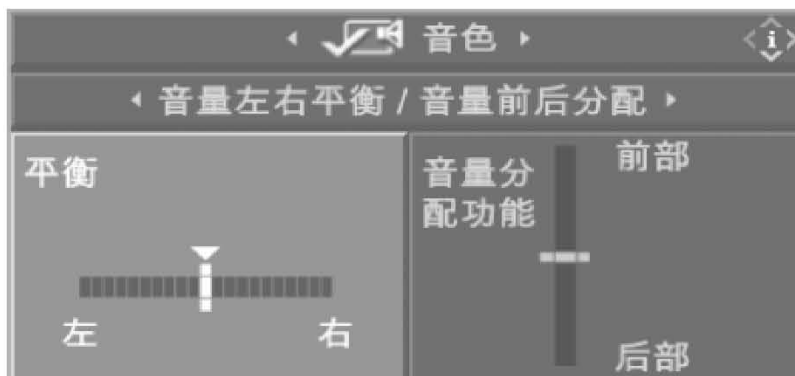 音色
音量左右平衡 / 音量前后分配
平衡
左 右
音量分
配功能
前部
后部